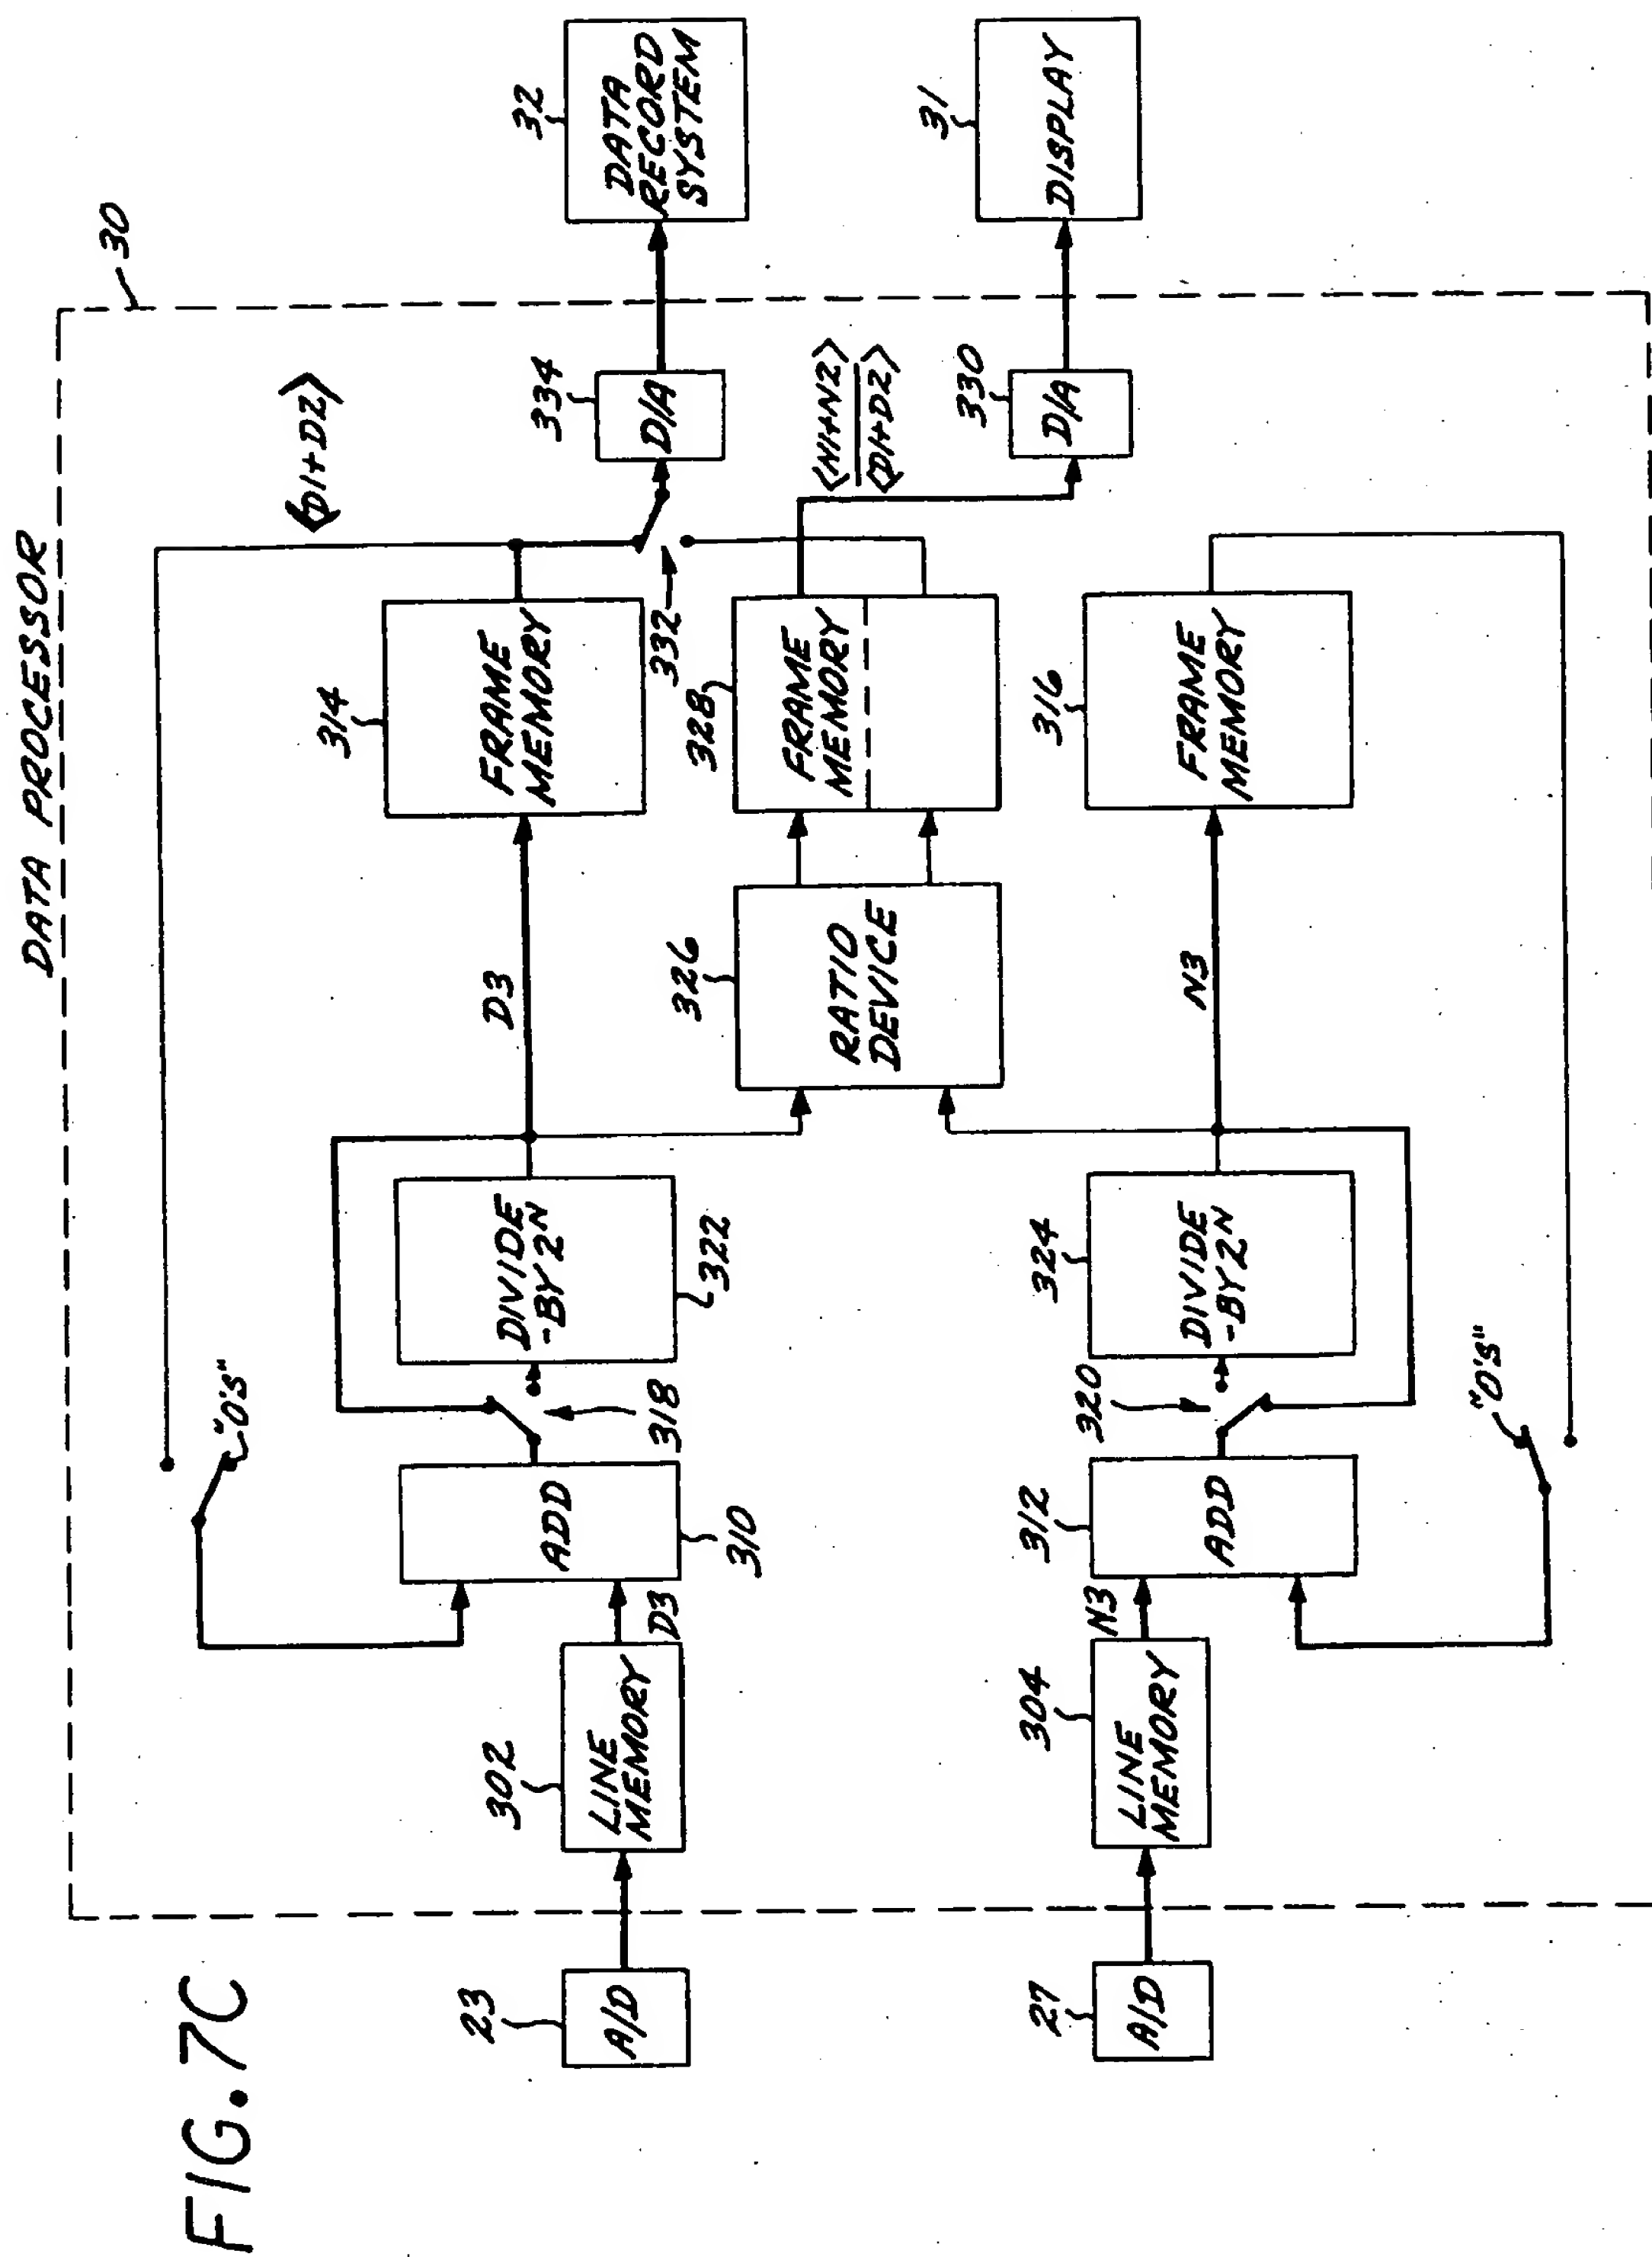 FIG.7C
DATA PROCESSOR
30
23
A/D
302
LINE
MEMORY
D3
"0'S"
ADD
310
318
DIVIDE
-BY 2N
322
D3
314
FRAME
MEMORY
<D1+D2>
332
334
D/A
32
DATA
RECORD
SYSTEM
326
RATIO
DEVICE
328
FRAME
MEMORY
<N1+N2>
<D1+D2>
330
D/A
31
DISPLAY
27
A/D
304
LINE
MEMORY
N3
312
ADD
320
"0'S"
324
DIVIDE
-BY 2N
N3
316
FRAME
MEMORY